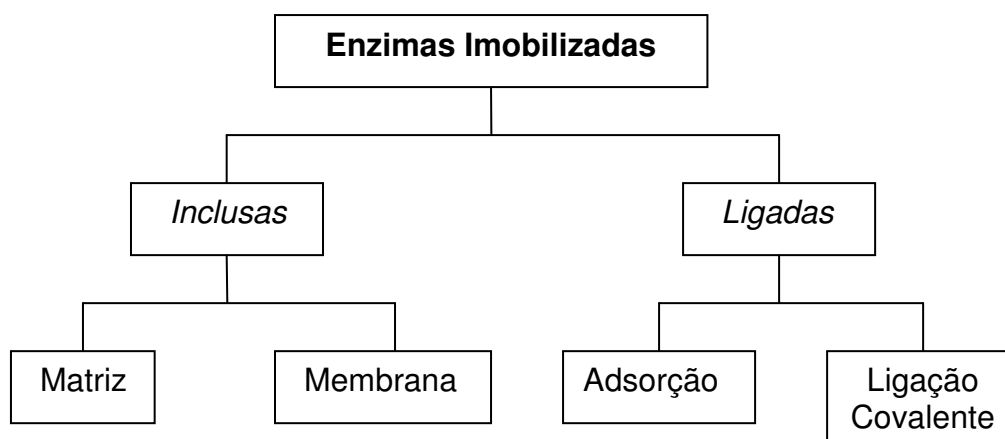 Enzimas Imobilizadas
Inclusas
Ligadas
Matriz
Membrana
Adsorção
Ligação
Covalente